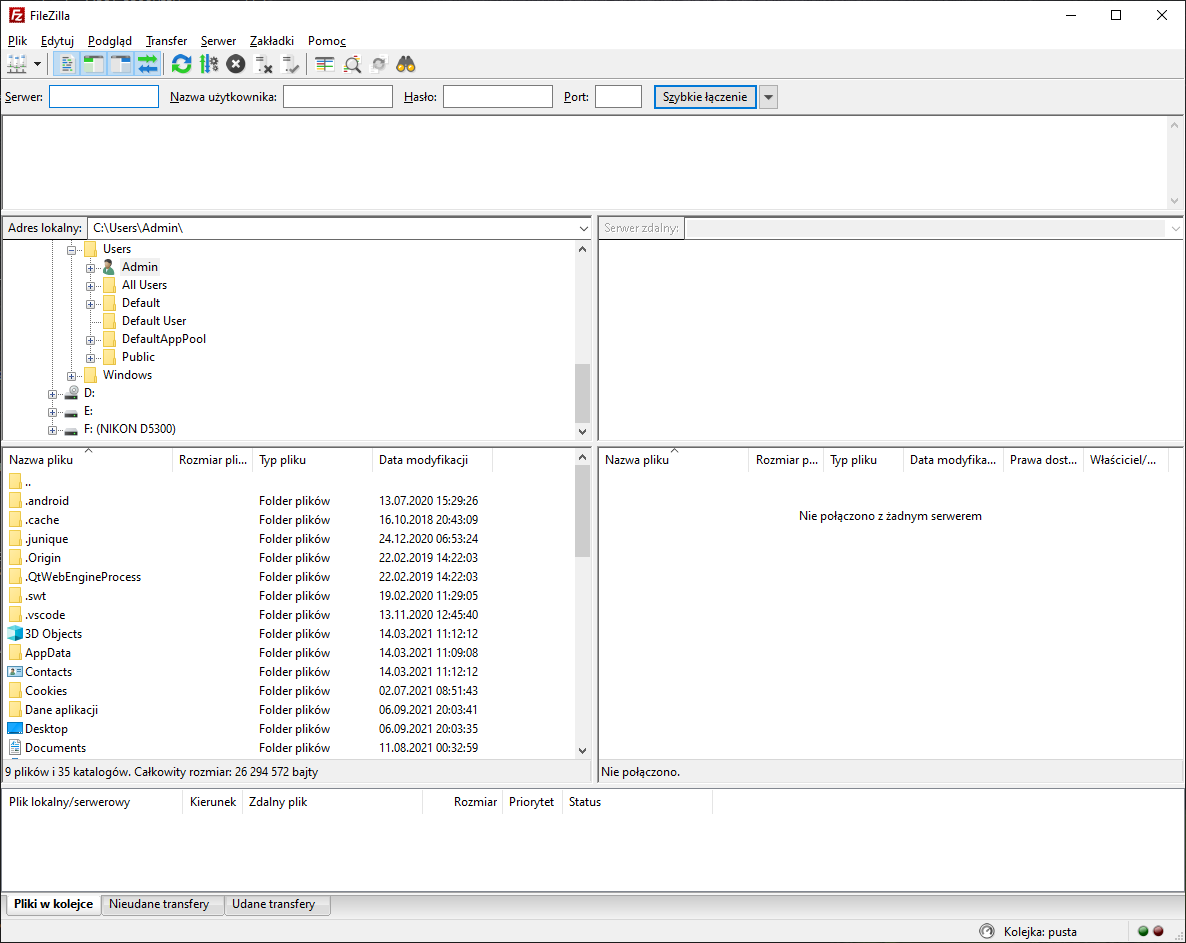 FileZilla
Plik Edytuj Podgląd Transfer Serwer Zakładki Pomoc
Serwer: Nazwa użytkownika: Hasło: Port: Szybkie łączenie
Adres lokalny: C:\Users\Admin\
Users
Admin
All Users
Default
Default User
DefaultAppPool
Public
Windows
D:
E:
F: (NIKON D5300)
Serwer zdalny:
Nazwa pliku Rozmiar pli... Typ pliku Data modyfikacji
..
.android Folder plików 13.07.2020 15:29:26
.cache Folder plików 16.10.2018 20:43:09
.junique Folder plików 24.12.2020 06:53:24
.Origin Folder plików 22.02.2019 14:22:03
.QtWebEngineProcess Folder plików 22.02.2019 14:22:03
.swt Folder plików 19.02.2020 11:29:05
.vscode Folder plików 13.11.2020 12:45:40
3D Objects Folder plików 14.03.2021 11:12:12
AppData Folder plików 14.03.2021 11:09:08
Contacts Folder plików 14.03.2021 11:12:12
Cookies Folder plików 02.07.2021 08:51:43
Dane aplikacji Folder plików 06.09.2021 20:03:41
Desktop Folder plików 06.09.2021 20:03:35
Documents Folder plików 11.08.2021 00:32:59
9 plików i 35 katalogów. Całkowity rozmiar: 26 294 572 bajty
Nazwa pliku Rozmiar p... Typ pliku Data modyfika... Prawa dost... Właściciel/...
Nie połączono z żadnym serwerem
Nie połączono.
Plik lokalny/serwerowy Kierunek Zdalny plik Rozmiar Priorytet Status
Pliki w kolejce Nieudane transfery Udane transfery
Kolejka: pusta